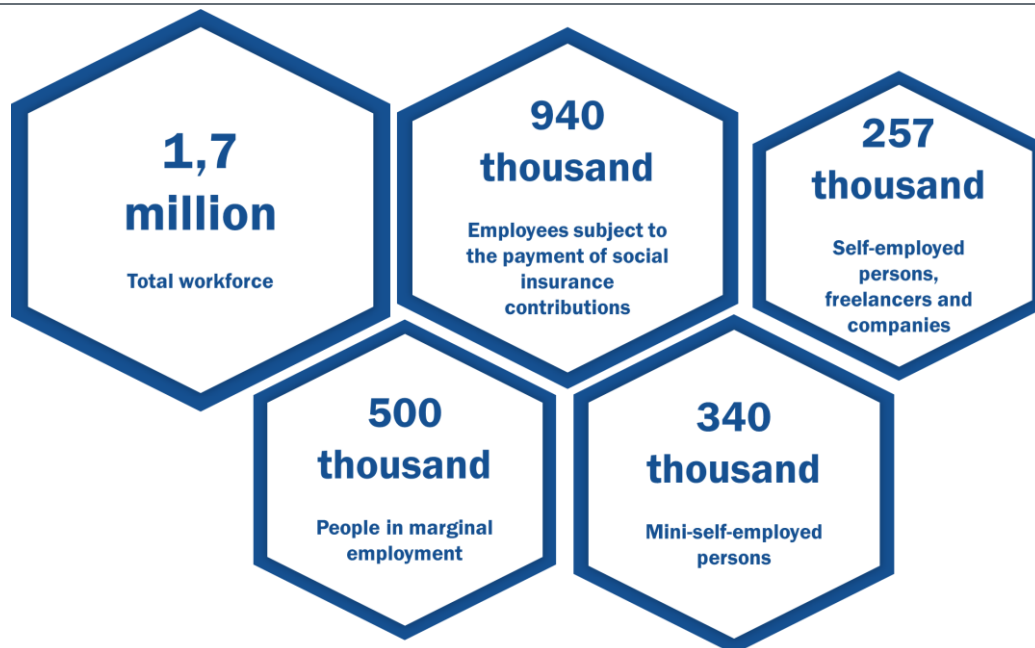 1,7
million
Total workforce
940
thousand
Employees subject to
the payment of social
insurance
contributions
257
thousand
Self-employed
persons,
freelancers and
companies
500
thousand
People in marginal
employment
340
thousand
Mini-self-employed
persons